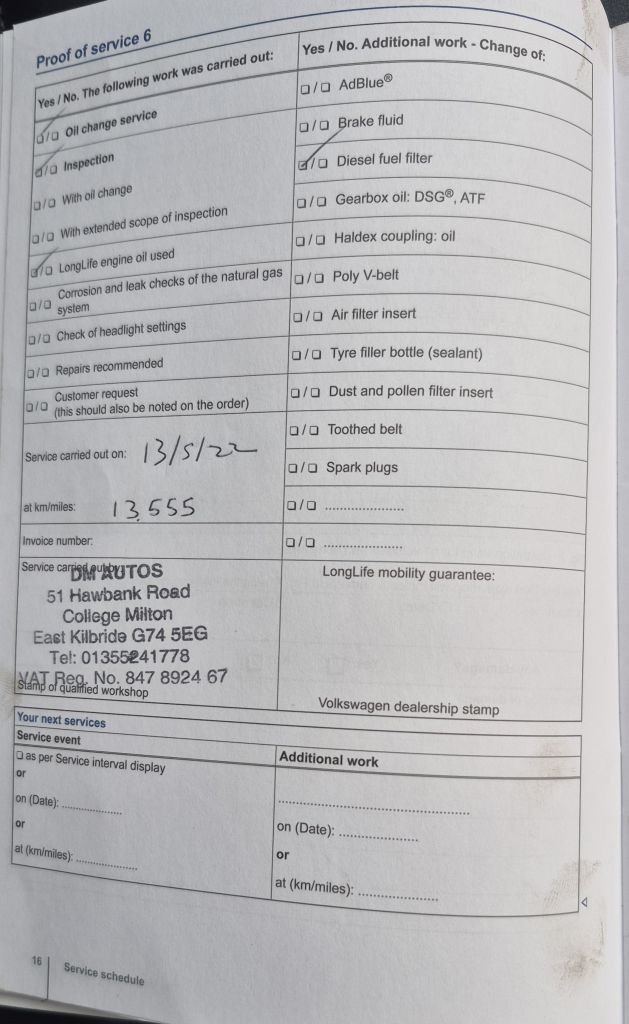 Proof of service 6
Yes / No. The following work was carried out:
☑/☐ Oil change service
☑/☐ Inspection
☐/☐ With oil change
☐/☐ With extended scope of inspection
☑/☐ LongLife engine oil used
☐/☐ Corrosion and leak checks of the natural gas
system
☐/☐ Check of headlight settings
☐/☐ Repairs recommended
☐/☐ Customer request
(this should also be noted on the order)
Service carried out on: 13/5/22
at km/miles: 13,555
Invoice number:
Service carried out by:
DM AUTOS
51 Hawbank Road
College Milton
East Kilbride G74 5EG
Tel: 01355241778
VAT Reg. No. 847 8924 67
Stamp of qualified workshop
Yes / No. Additional work - Change of:
☐/☐ AdBlue®
☐/☐ Brake fluid
☑/☐ Diesel fuel filter
☐/☐ Gearbox oil: DSG®, ATF
☐/☐ Haldex coupling: oil
☐/☐ Poly V-belt
☐/☐ Air filter insert
☐/☐ Tyre filler bottle (sealant)
☐/☐ Dust and pollen filter insert
☐/☐ Toothed belt
☐/☐ Spark plugs
☐/☐ ......................
☐/☐ ......................
LongLife mobility guarantee:
Volkswagen dealership stamp
Your next services
Service event
☐ as per Service interval display
or
on (Date): .................
or
at (km/miles): .................
Additional work
.....................................................
on (Date): ......................
or
at (km/miles): ......................
16 Service schedule